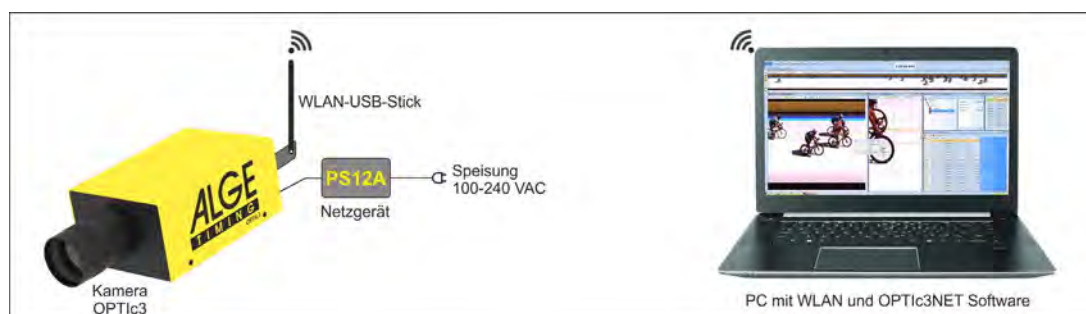 WLAN-USB-Stick
ALGE
TIMING
OPTIc3
PS12A
Netzgerät
Speisung
100-240 VAC
Kamera
OPTIc3
PC mit WLAN und OPTIc3NET Software